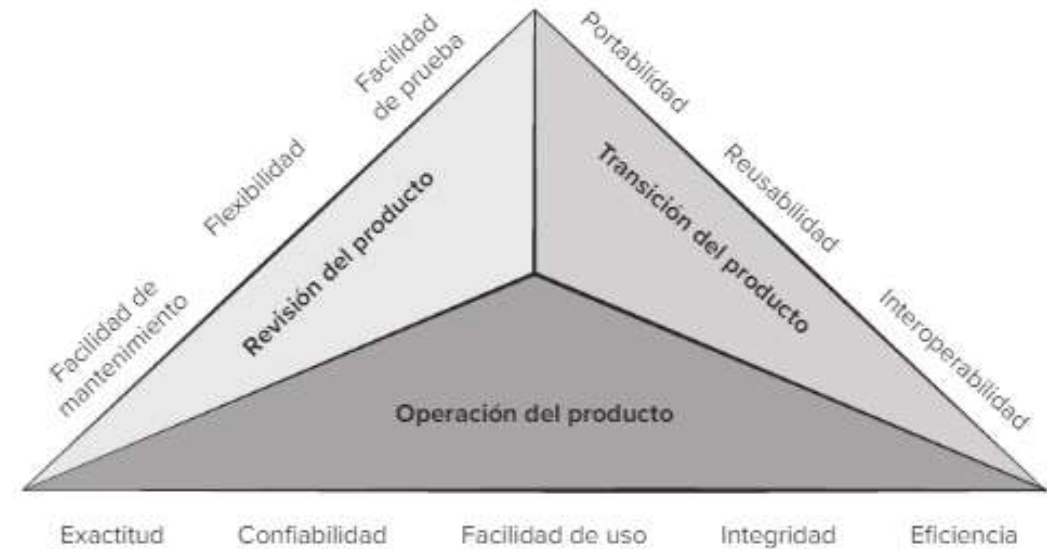 Facilidad
de prueba
Flexibilidad
Facilidad de
mantenimiento
Revisión del producto
Portabilidad
Reusabilidad
Interoperabilidad
Transición del producto
Operación del producto
Exactitud
Confiabilidad
Facilidad de uso
Integridad
Eficiencia